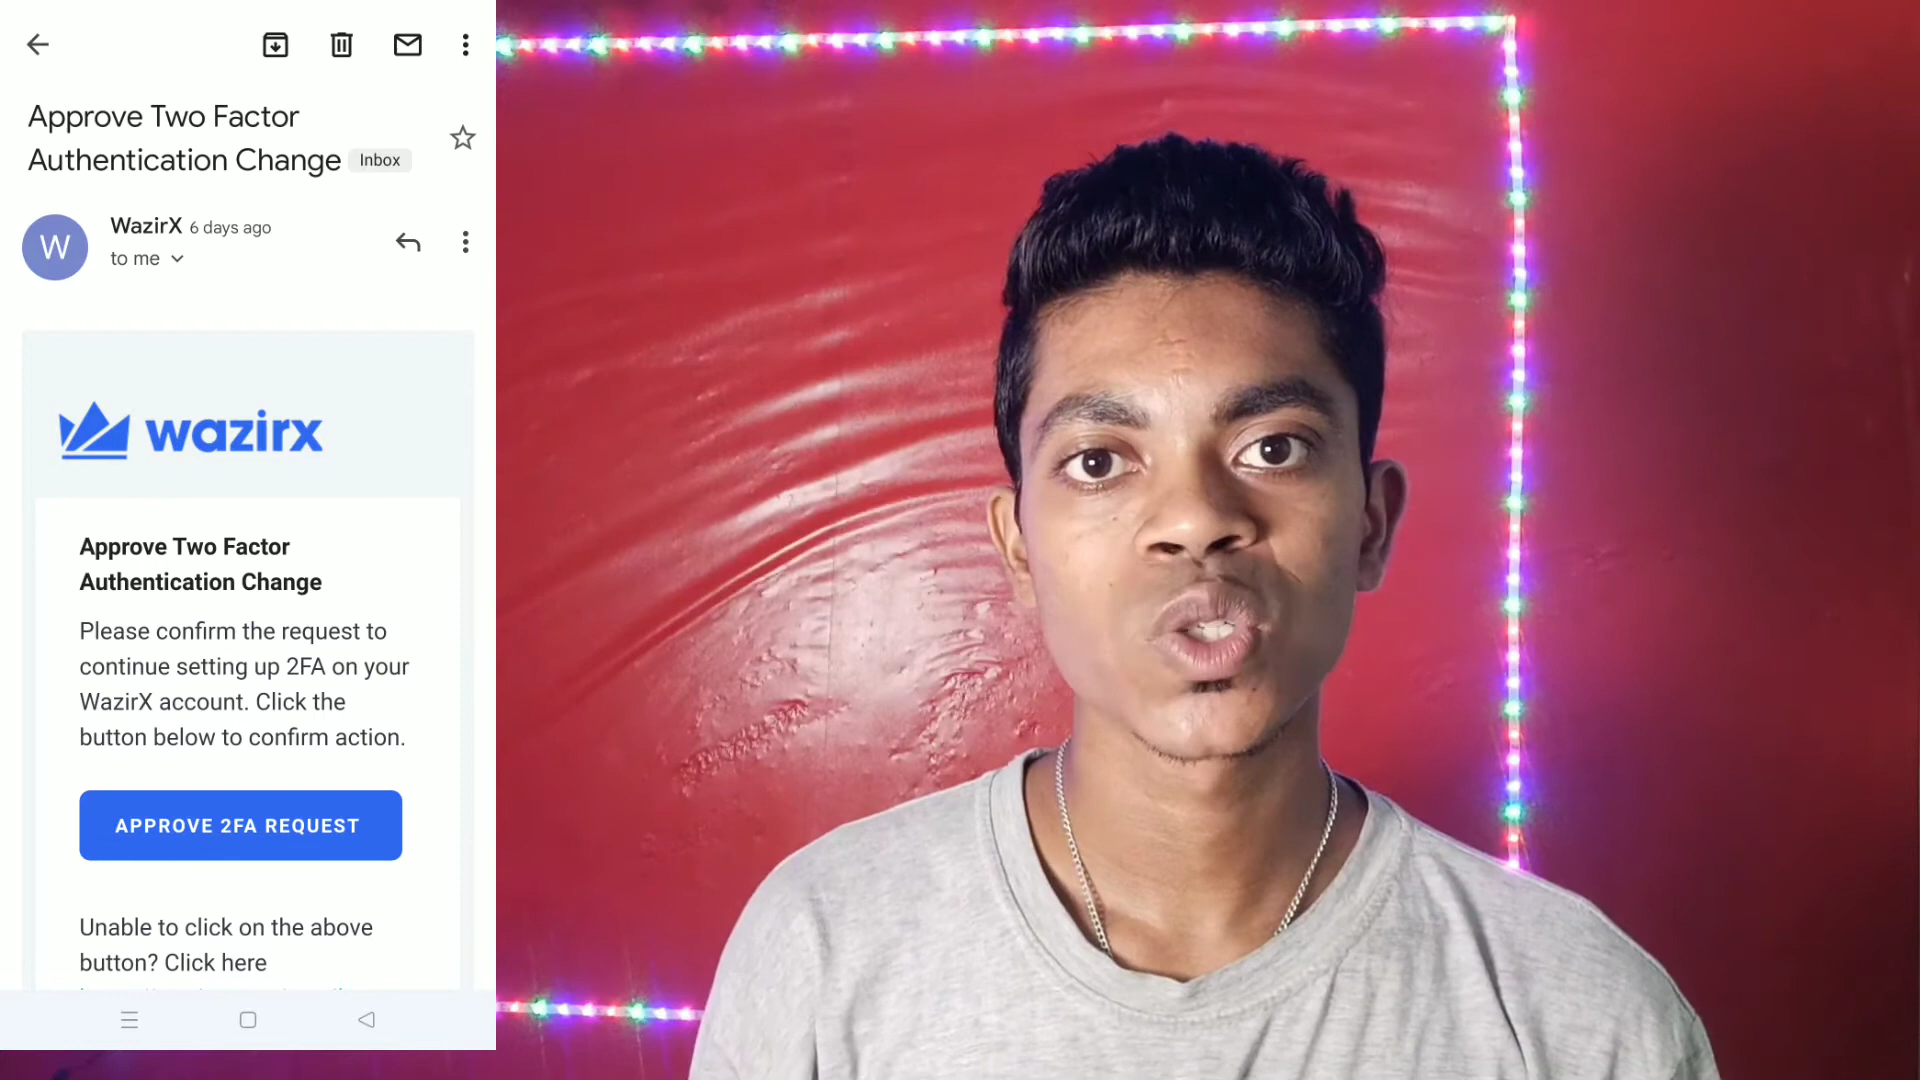 Approve Two Factor
Authentication Change Inbox
W
WazirX 6 days ago
to me
wazirx
Approve Two Factor
Authentication Change
Please confirm the request to
continue setting up 2FA on your
WazirX account. Click the
button below to confirm action.
APPROVE 2FA REQUEST
Unable to click on the above
button? Click here